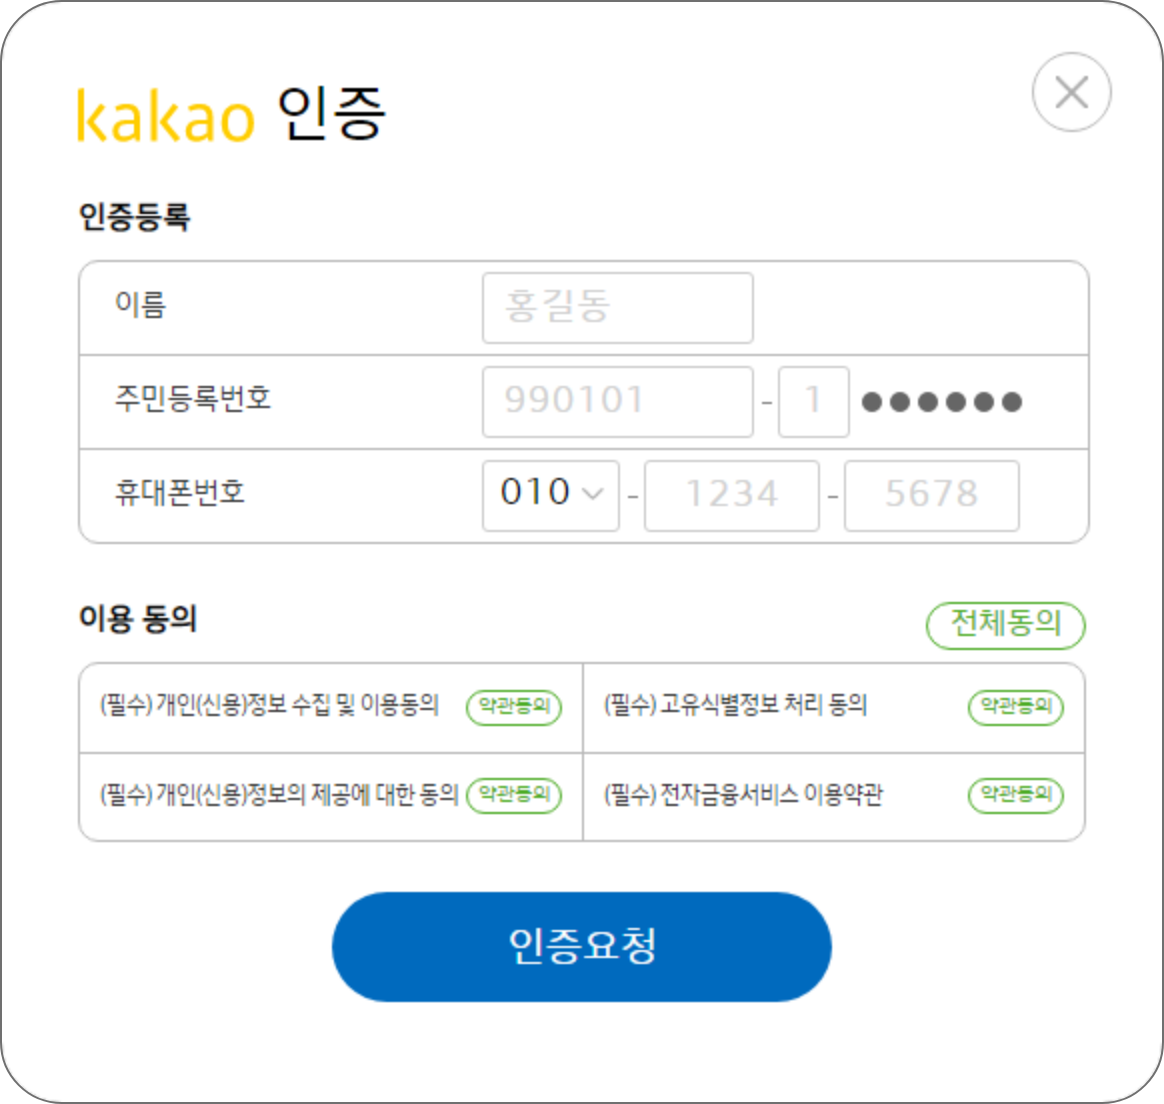 kakao 인증
인증등록
이름 홍길동
주민등록번호 990101 - 1 ●●●●●●
휴대폰번호 010 - 1234 - 5678
이용 동의 전체동의
(필수) 개인(신용)정보 수집 및 이용동의 약관동의 (필수) 고유식별정보 처리 동의 약관동의
(필수) 개인(신용)정보의 제공에 대한 동의 약관동의 (필수) 전자금융서비스 이용약관 약관동의
인증요청